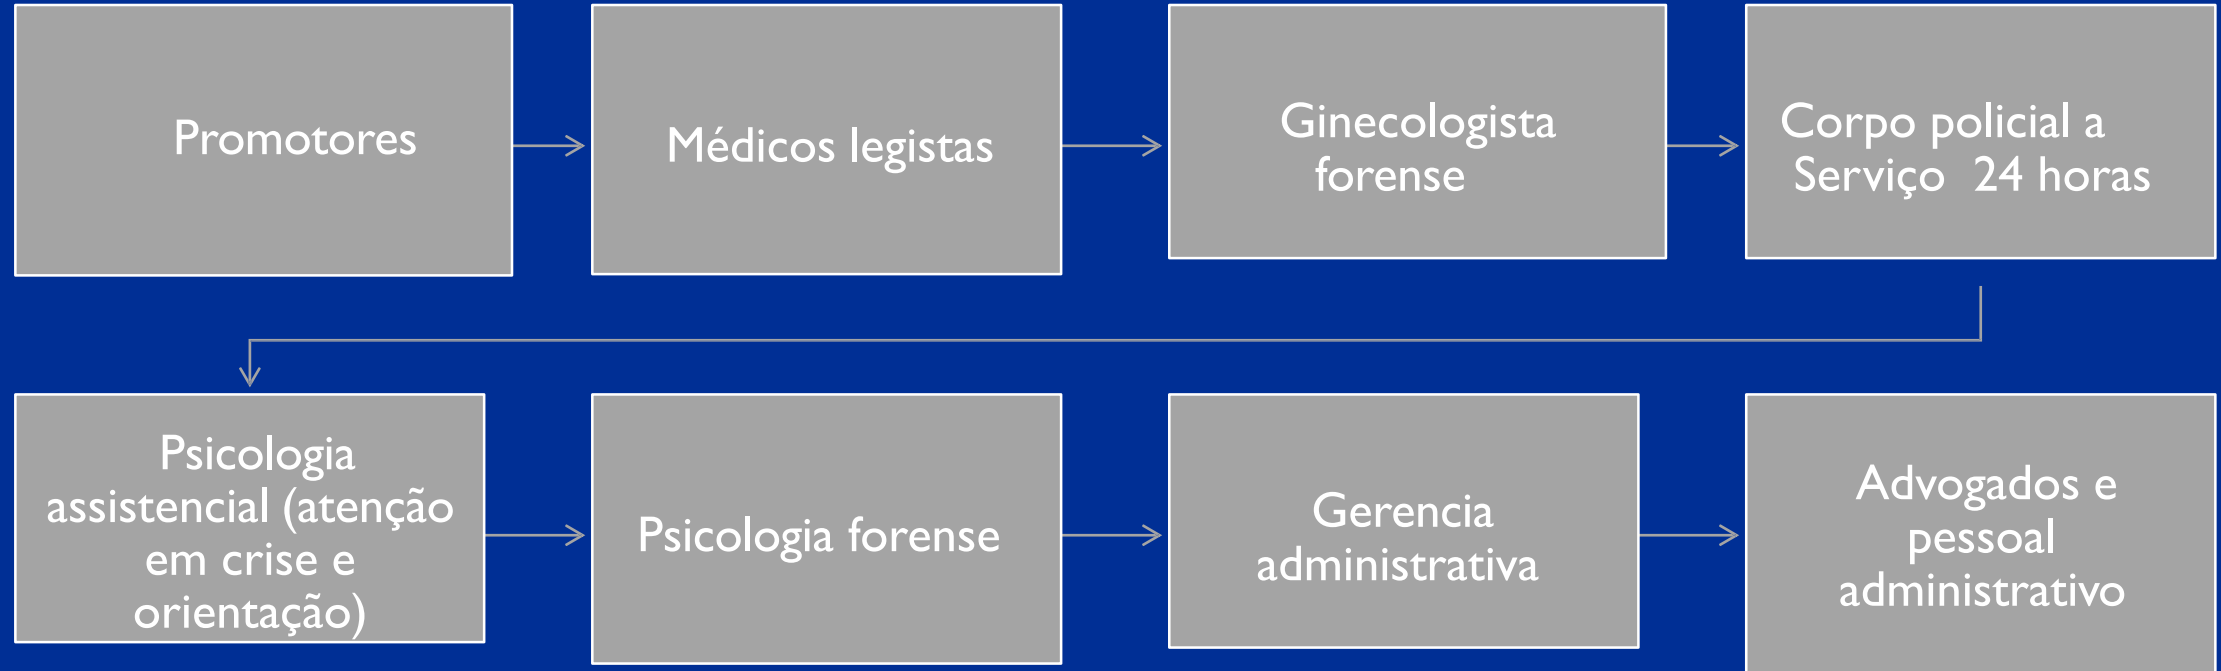 Promotores
Médicos legistas
Ginecologista
forense
Corpo policial a
Serviço  24 horas
Psicologia
assistencial (atenção
em crise e
orientação)
Psicologia forense
Gerencia
administrativa
Advogados e
pessoal
administrativo